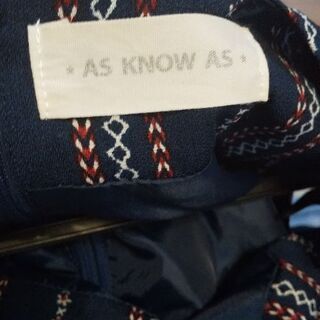 * AS KNOW AS *